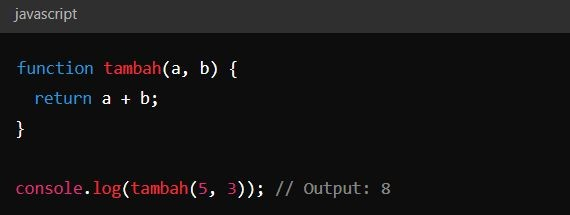 javascript
function tambah(a, b) {
  return a + b;
}
console.log(tambah(5, 3)); // Output: 8